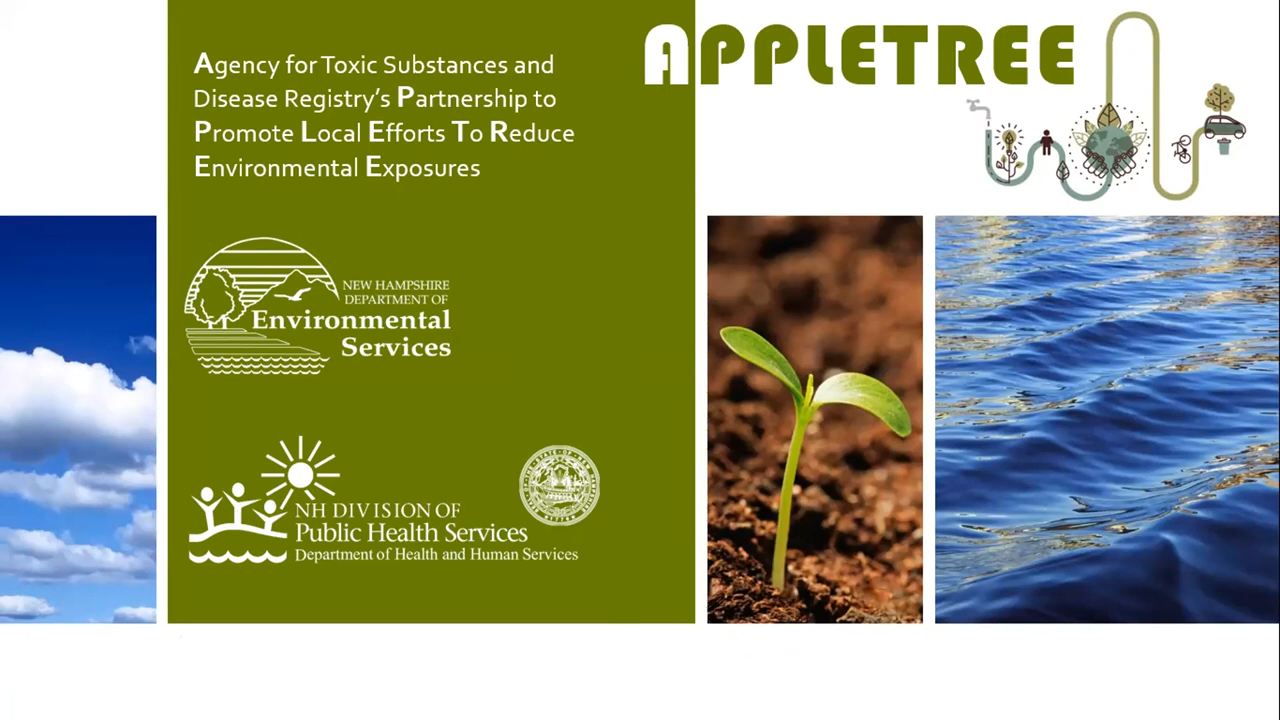 APPLETREE
Agency for Toxic Substances and
Disease Registry's Partnership to
Promote Local Efforts To Reduce
Environmental Exposures
NEW HAMPSHIRE
DEPARTMENT OF
Environmental
Services
NH DIVISION OF
Public Health Services
Department of Health and Human Services